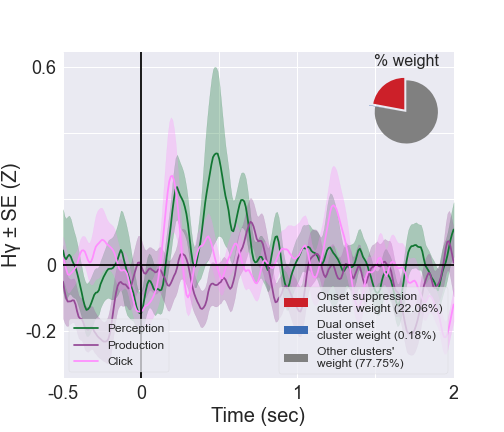 % weight
0.6
0
-0.2
Hγ ± SE (Z)
Perception
Production
Click
Onset suppression
cluster weight (22.06%)
Dual onset
cluster weight (0.18%)
Other clusters'
weight (77.75%)
-0.5
0
1
2
Time (sec)